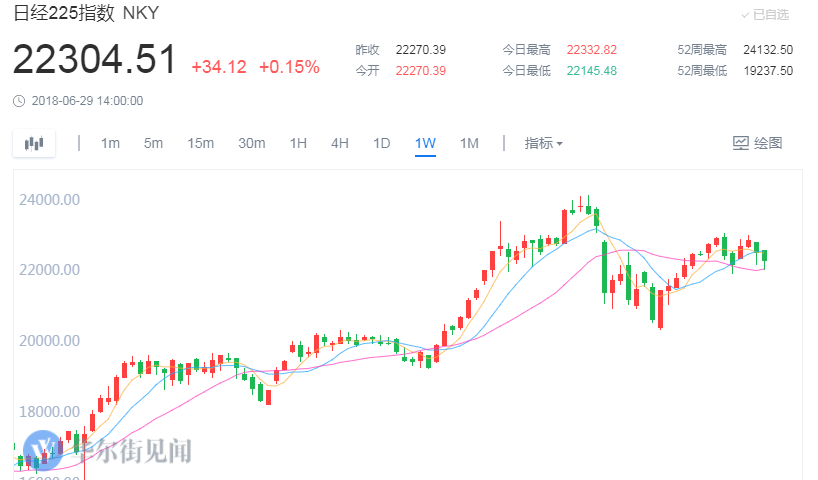 日经225指数 NKY
已自选
22304.51 +34.12 +0.15%
昨收 22270.39 今日最高 22332.82 52周最高 24132.50
今开 22270.39 今日最低 22145.48 52周最低 19237.50
2018-06-29 14:00:00
1m 5m 15m 30m 1H 4H 1D 1W 1M 指标 绘图
24000.00
22000.00
20000.00
18000.00
华尔街见闻